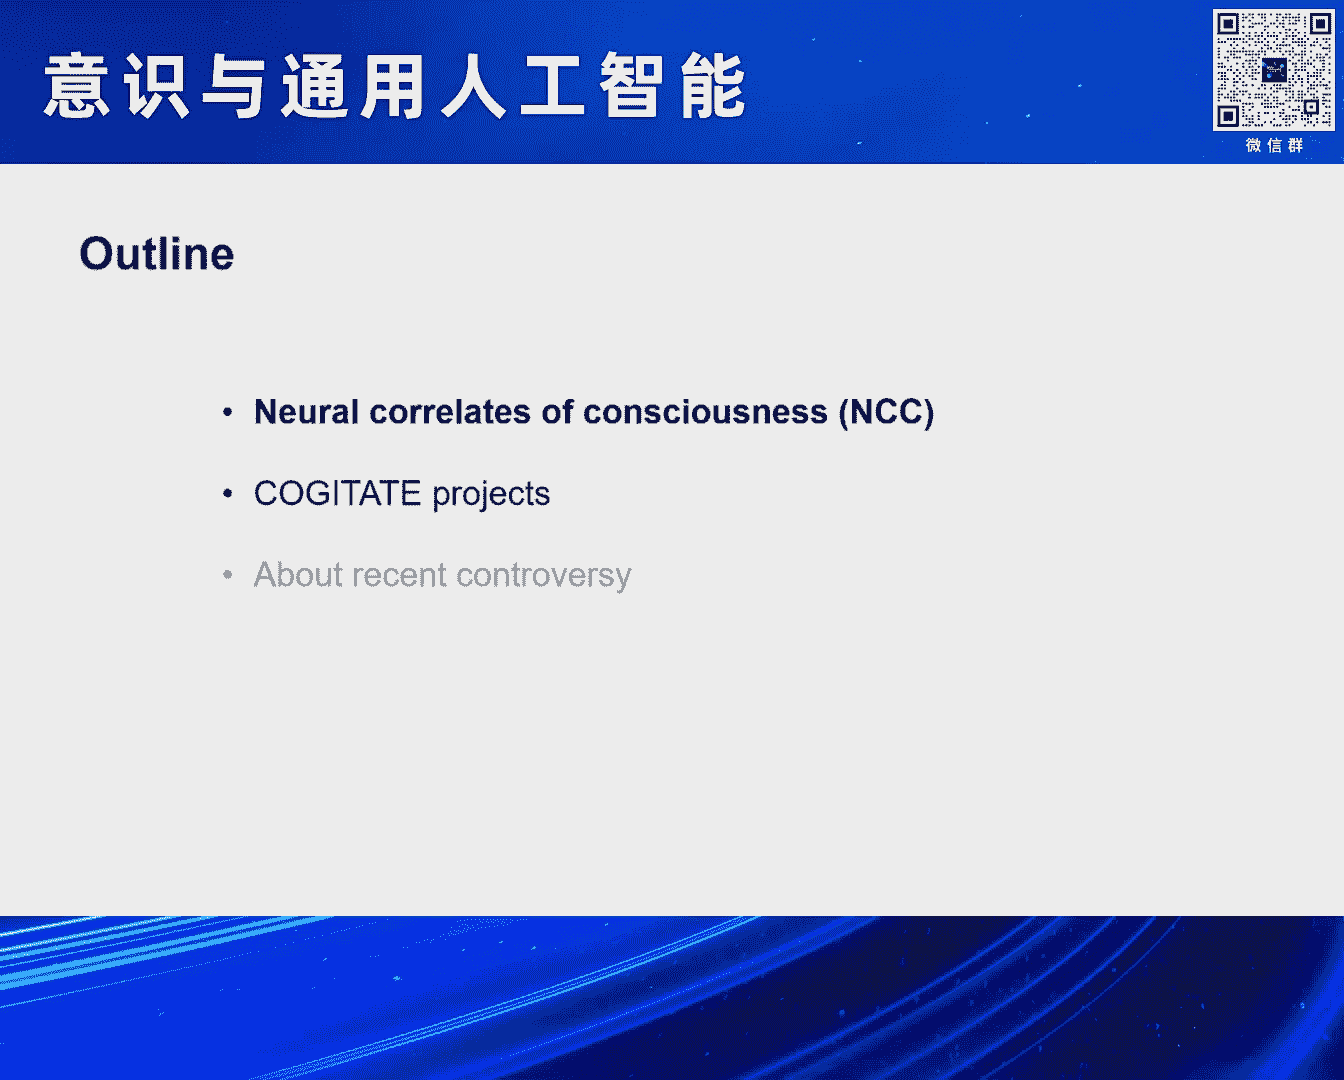 意识与通用人工智能
微信群
Outline
• Neural correlates of consciousness (NCC)
• COGITATE projects
• About recent controversy